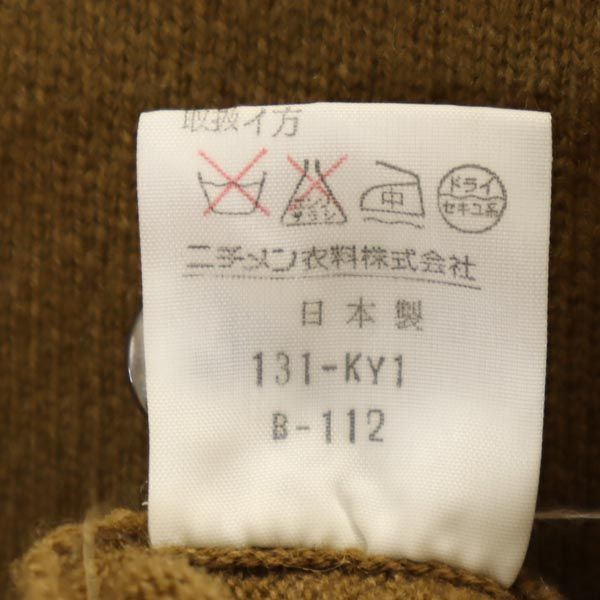 取扱イ方
中
ドライ
セキユ系
ニチメン衣料株式会社
日本製
131-KY1
B-112